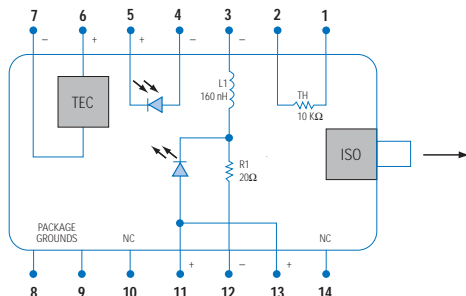 7 6 5 4 3 2 1
– + + – –
TEC
L1
160 nH
TH
10 KΩ
ISO
R1
20Ω
PACKAGE
GROUNDS
NC
NC
+ – +
8 9 10 11 12 13 14